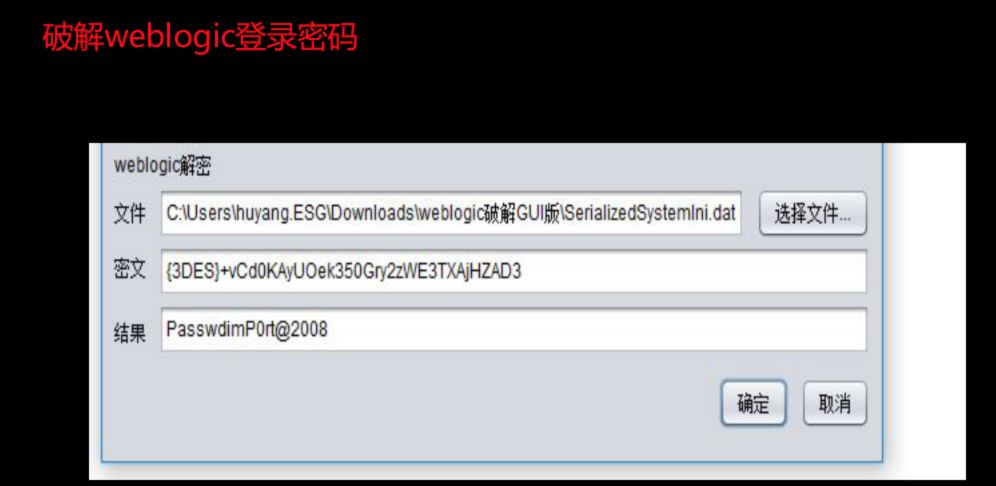 破解weblogic登录密码
weblogic解密
文件 C:\Users\huyang.ESG\Downloads\weblogic破解GUI版\SerializedSystemIni.dat 选择文件...
密文 {3DES}+vCd0KAyUOek350Gry2zWE3TXAjHZAD3
结果 PasswdimP0rt@2008
确定 取消